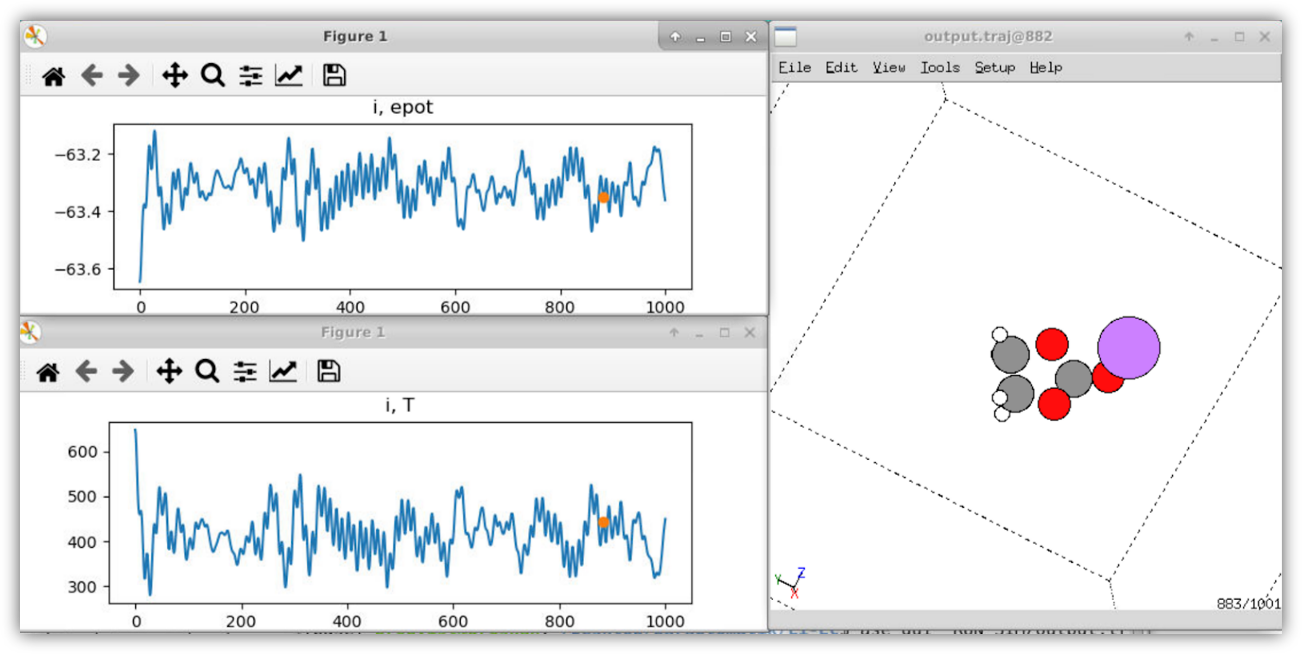 Figure 1
i, epot
−63.2
−63.4
−63.6
0 200 400 600 800 1000
Figure 1
i, T
600
500
400
300
0 200 400 600 800 1000
output.traj@882
File Edit View Tools Setup Help
Y Z
X
883/1001